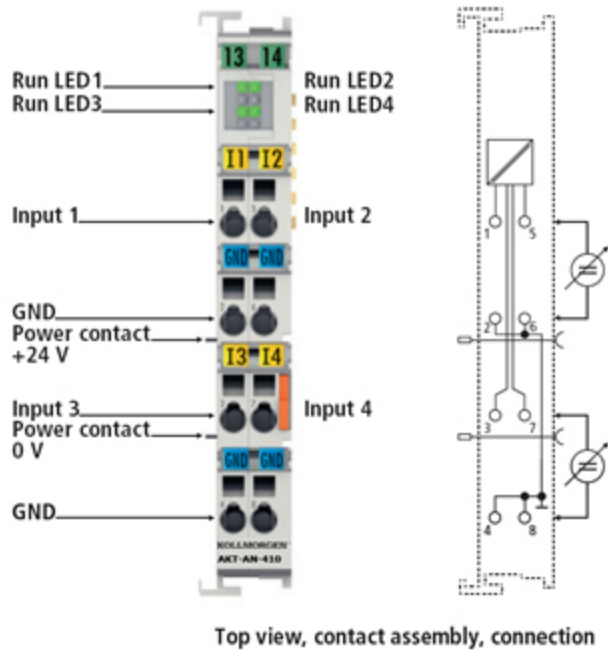 13 14
Run LED1 Run LED2
Run LED3 Run LED4
I1 I2
1 5
Input 1 Input 2
GND GND
GND
Power contact
+24 V
2 6
I3 I4
Input 3 Input 4
Power contact
0 V
3 7
GND GND
GND
4 8
KOLLMORGEN
AKT-AN-410
Top view, contact assembly, connection